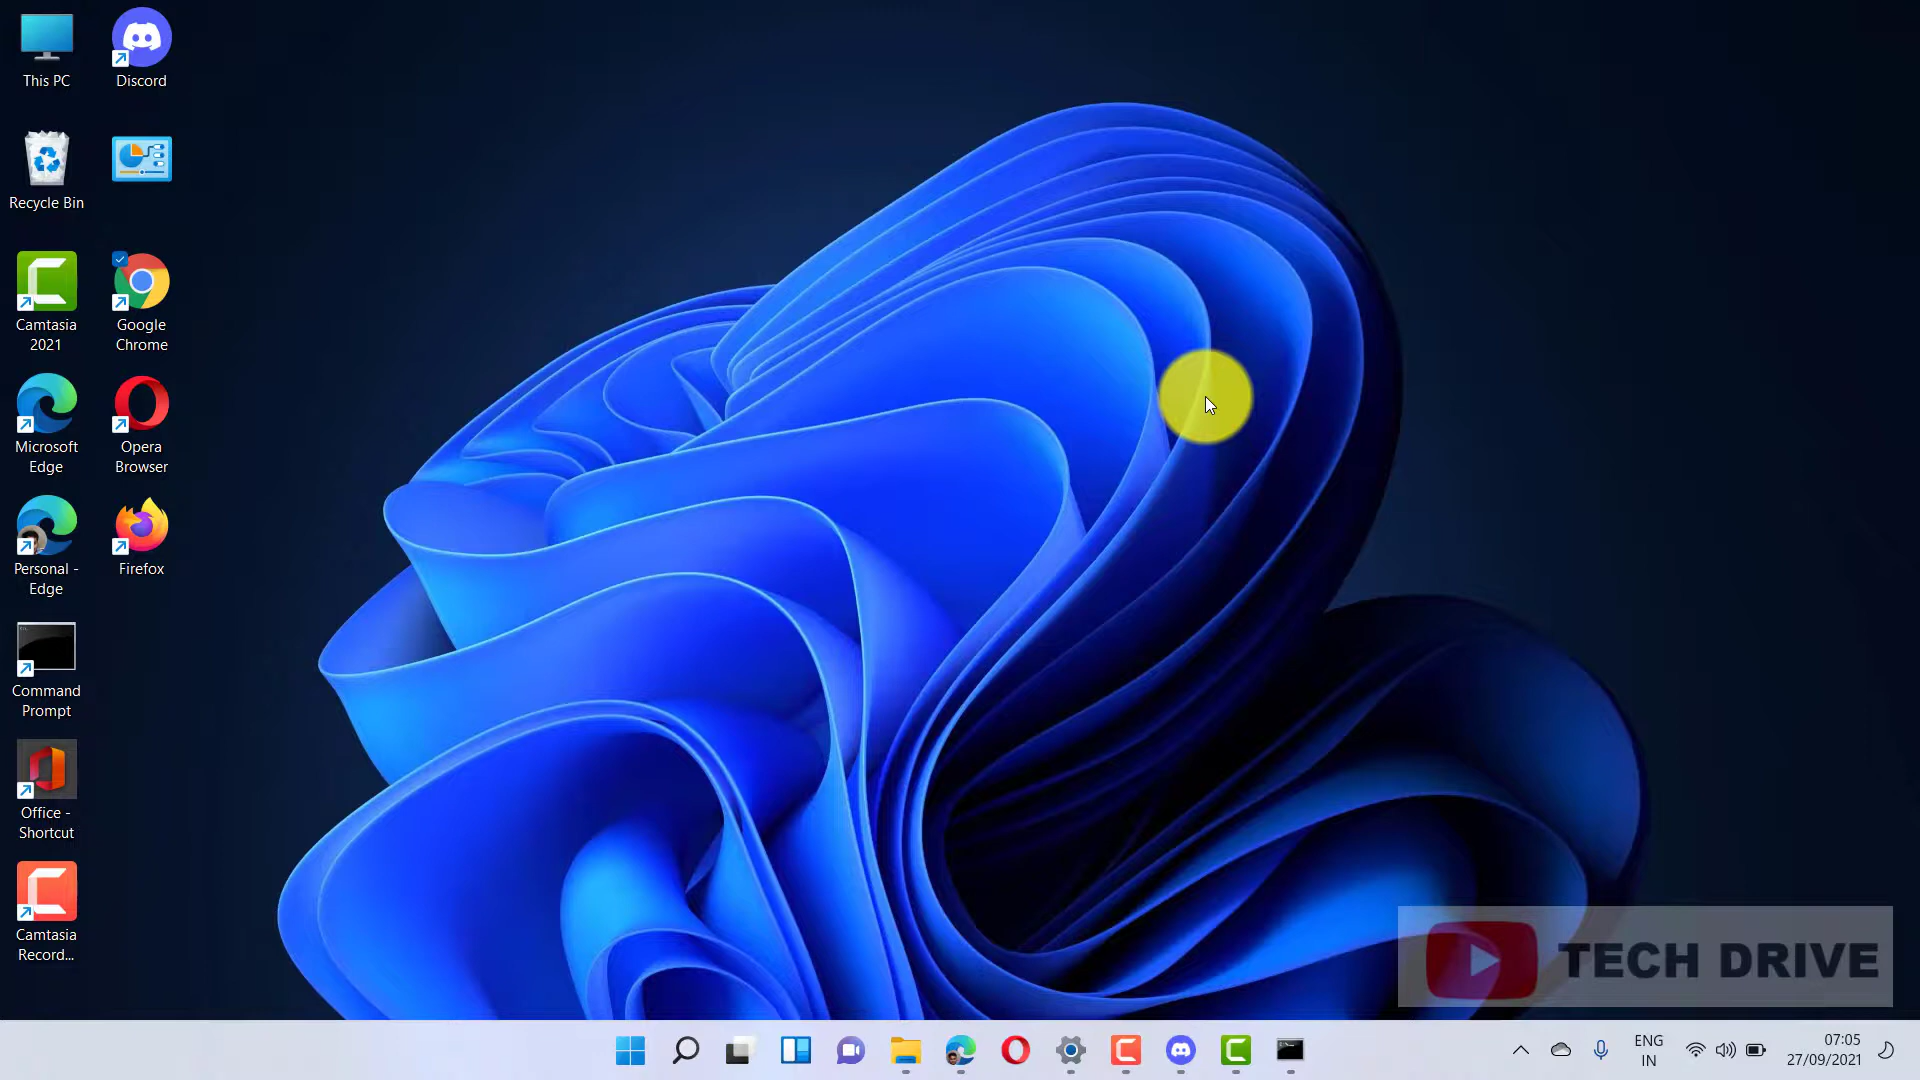 This PC
Discord
Recycle Bin
Camtasia
2021
Google
Chrome
Microsoft
Edge
Opera
Browser
Personal -
Edge
Firefox
Command
Prompt
Office -
Shortcut
Camtasia
Record...
TECH DRIVE
ENG
IN
07:05
27/09/2021